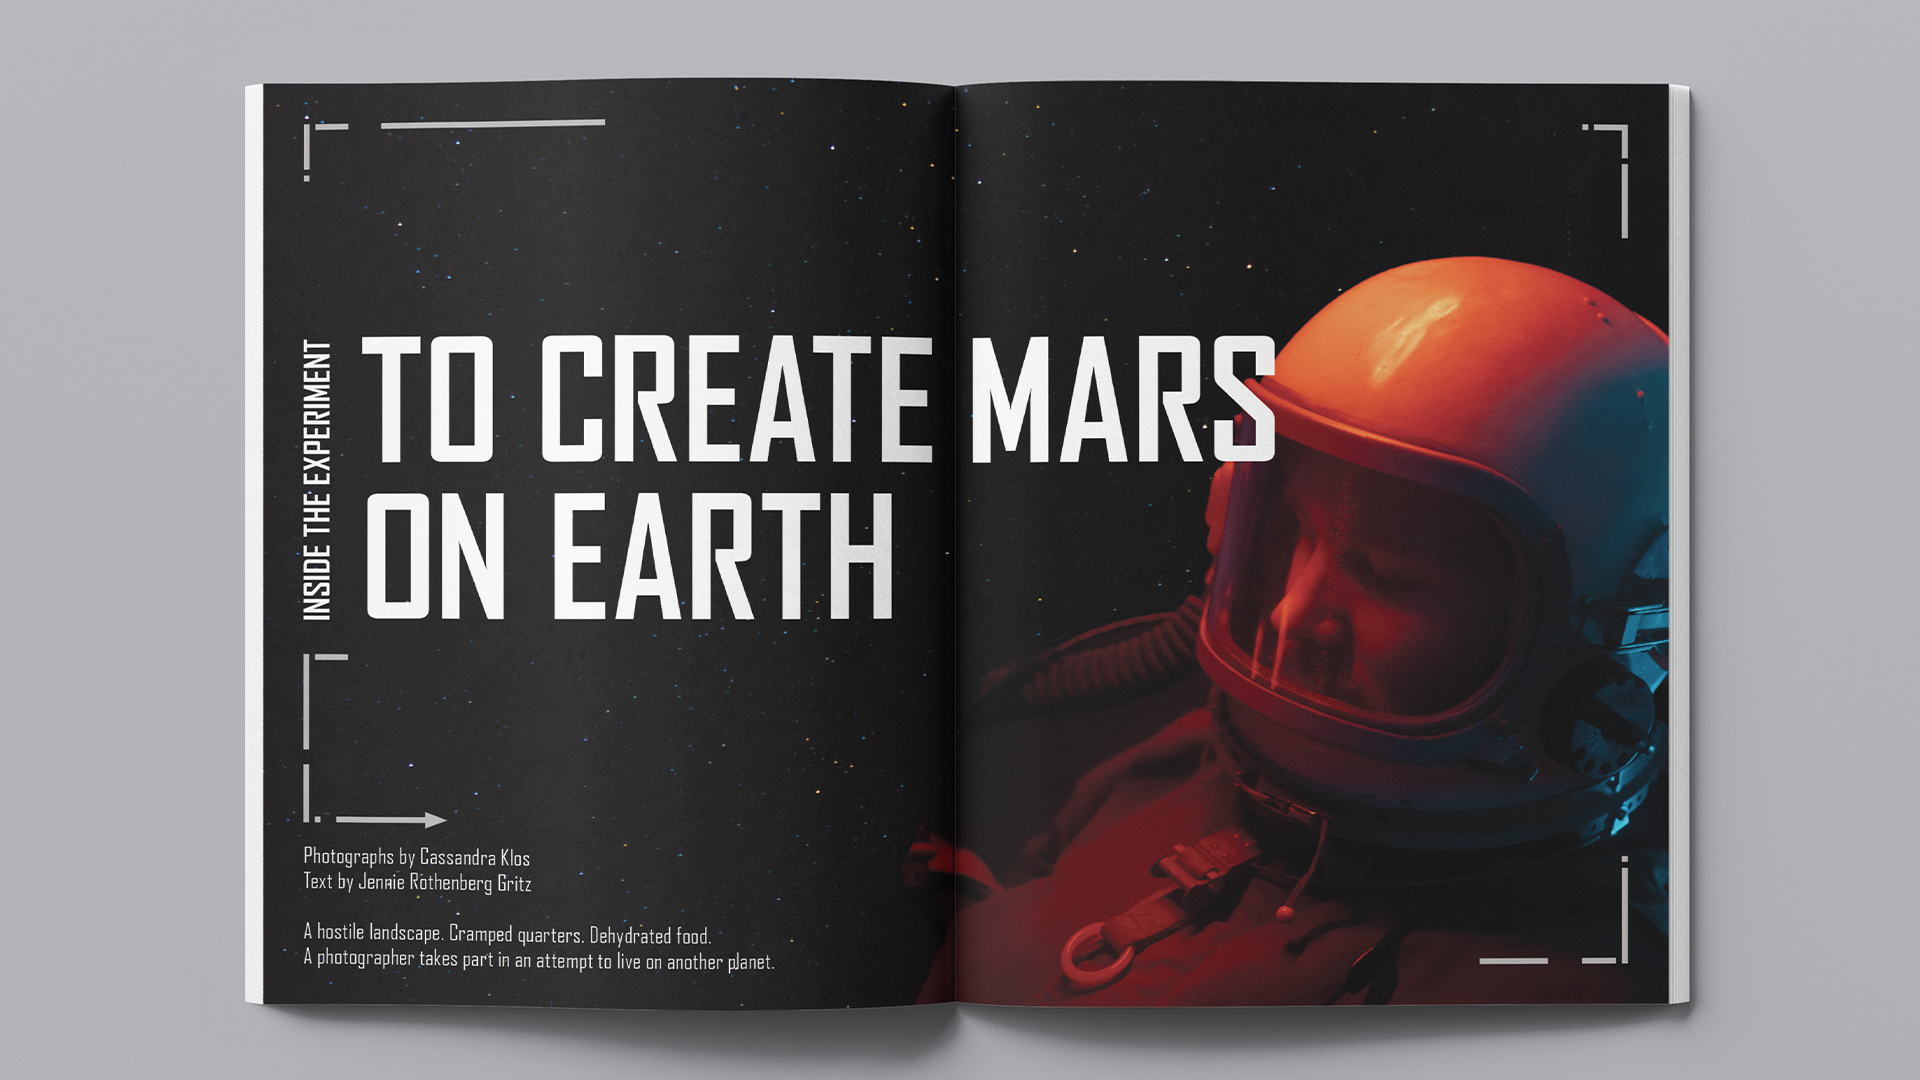 INSIDE THE EXPERIMENT
TO CREATE MARS
ON EARTH
Photographs by Cassandra Klos
Text by Jennie Rothenberg Gritz
A hostile landscape. Cramped quarters. Dehydrated food.
A photographer takes part in an attempt to live on another planet.